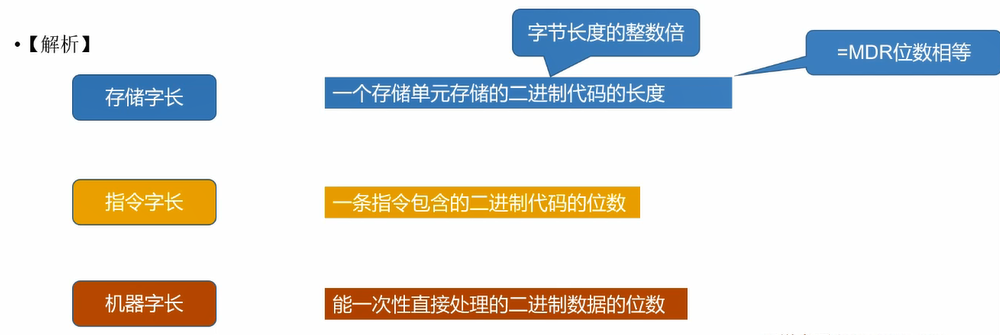 字节长度的整数倍
•【解析】
=MDR位数相等
存储字长
一个存储单元存储的二进制代码的长度
指令字长
一条指令包含的二进制代码的位数
机器字长
能一次性直接处理的二进制数据的位数